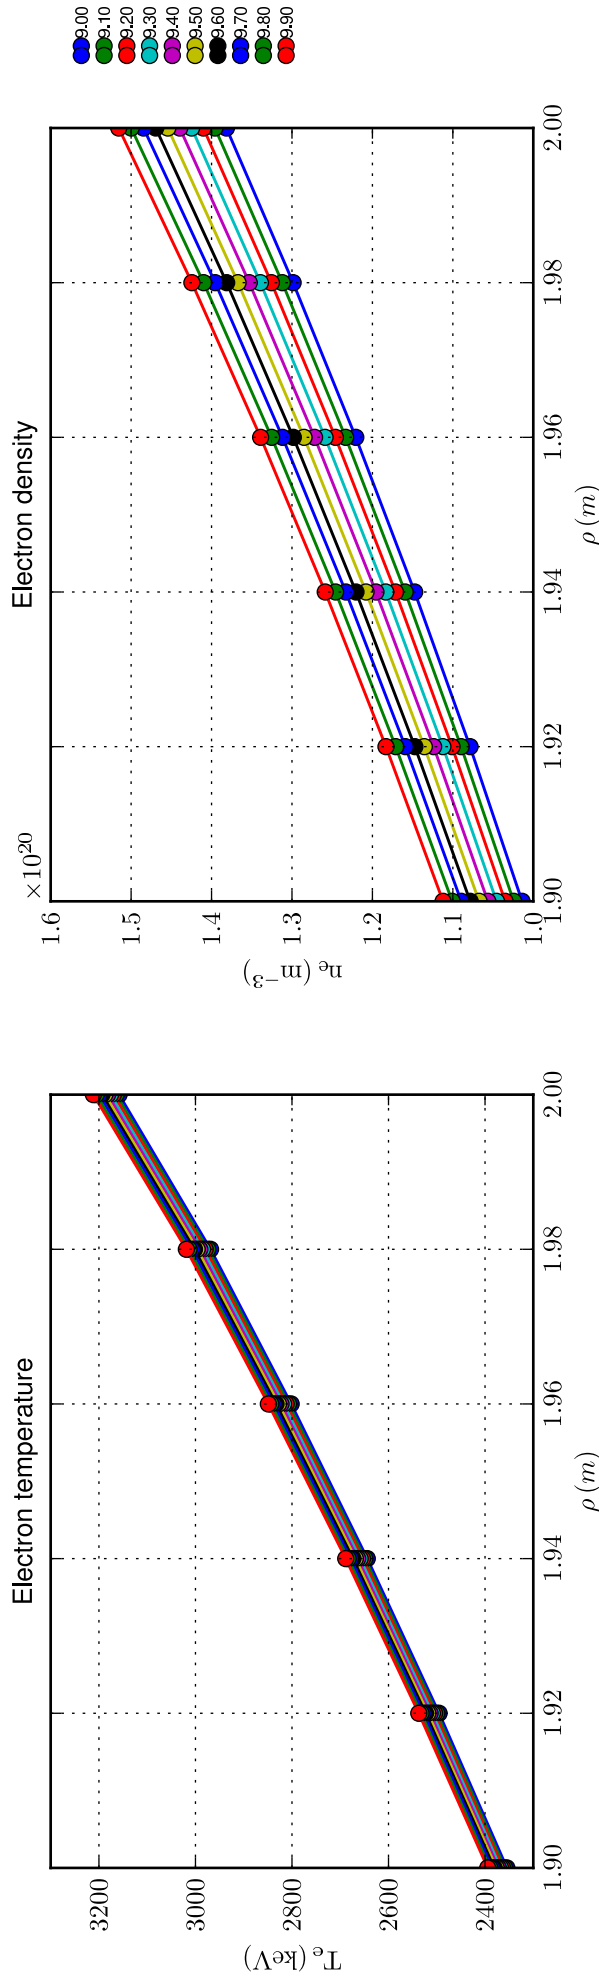 Electron temperature
3200
3000
2800
2600
2400
T_e (keV)
1.90 1.92 1.94 1.96 1.98 2.00
ρ (m)
Electron density
×10^20
1.6
1.5
1.4
1.3
1.2
1.1
1.0
n_e (m^−3)
1.90 1.92 1.94 1.96 1.98 2.00
ρ (m)
9.00
9.10
9.20
9.30
9.40
9.50
9.60
9.70
9.80
9.90